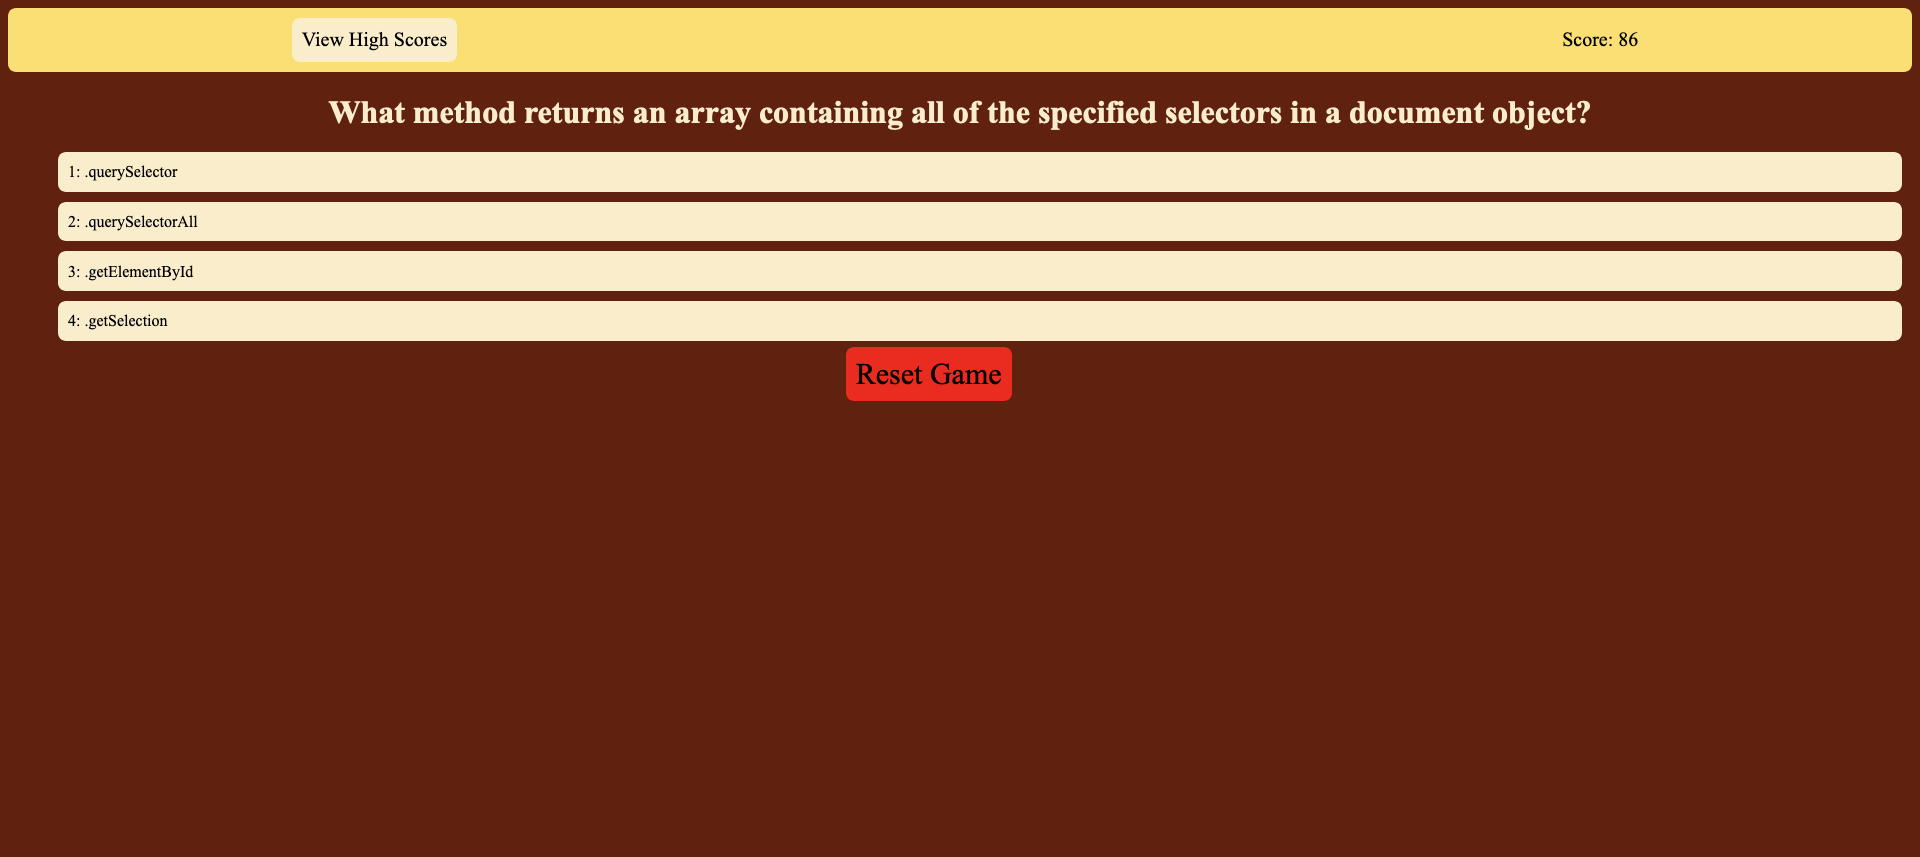 View High Scores
Score: 86
What method returns an array containing all of the specified selectors in a document object?
1: .querySelector
2: .querySelectorAll
3: .getElementById
4: .getSelection
Reset Game